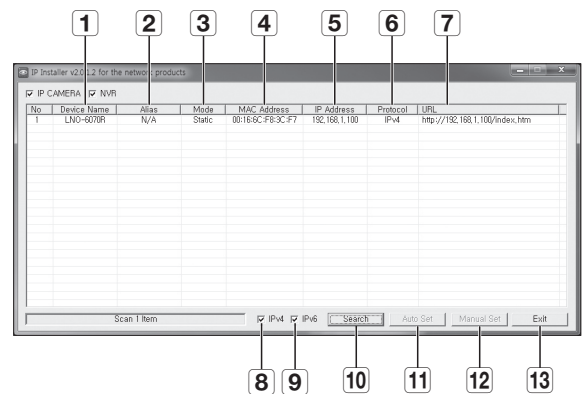 1 2 3 4 5 6 7
IP Installer v2.0.1.2 for the network products
IP CAMERA NVR
No Device Name Alias Mode MAC Address IP Address Protocol URL
1 LNO-6070R N/A Static 00:16:6C:F8:3C:F7 192,168,1,100 IPv4 http://192,168,1,100/index,htm
Scan 1 Item IPv4 IPv6 Search Auto Set Manual Set Exit
8 9 10 11 12 13